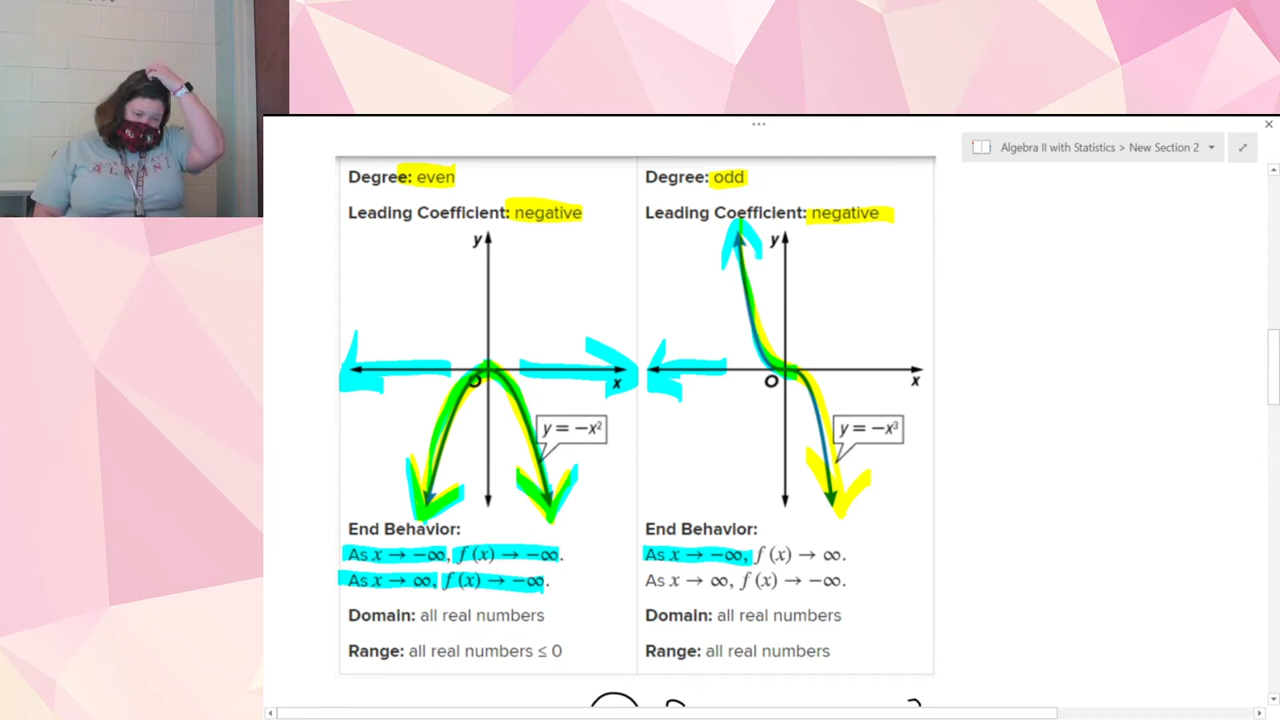 Algebra II with Statistics > New Section 2
Degree: even
Leading Coefficient: negative
y
x
O
y = −x²
End Behavior:
As x → −∞, f (x) → −∞.
As x → ∞, f (x) → −∞.
Domain: all real numbers
Range: all real numbers ≤ 0
Degree: odd
Leading Coefficient: negative
y
x
O
y = −x³
End Behavior:
As x → −∞, f (x) → ∞.
As x → ∞, f (x) → −∞.
Domain: all real numbers
Range: all real numbers